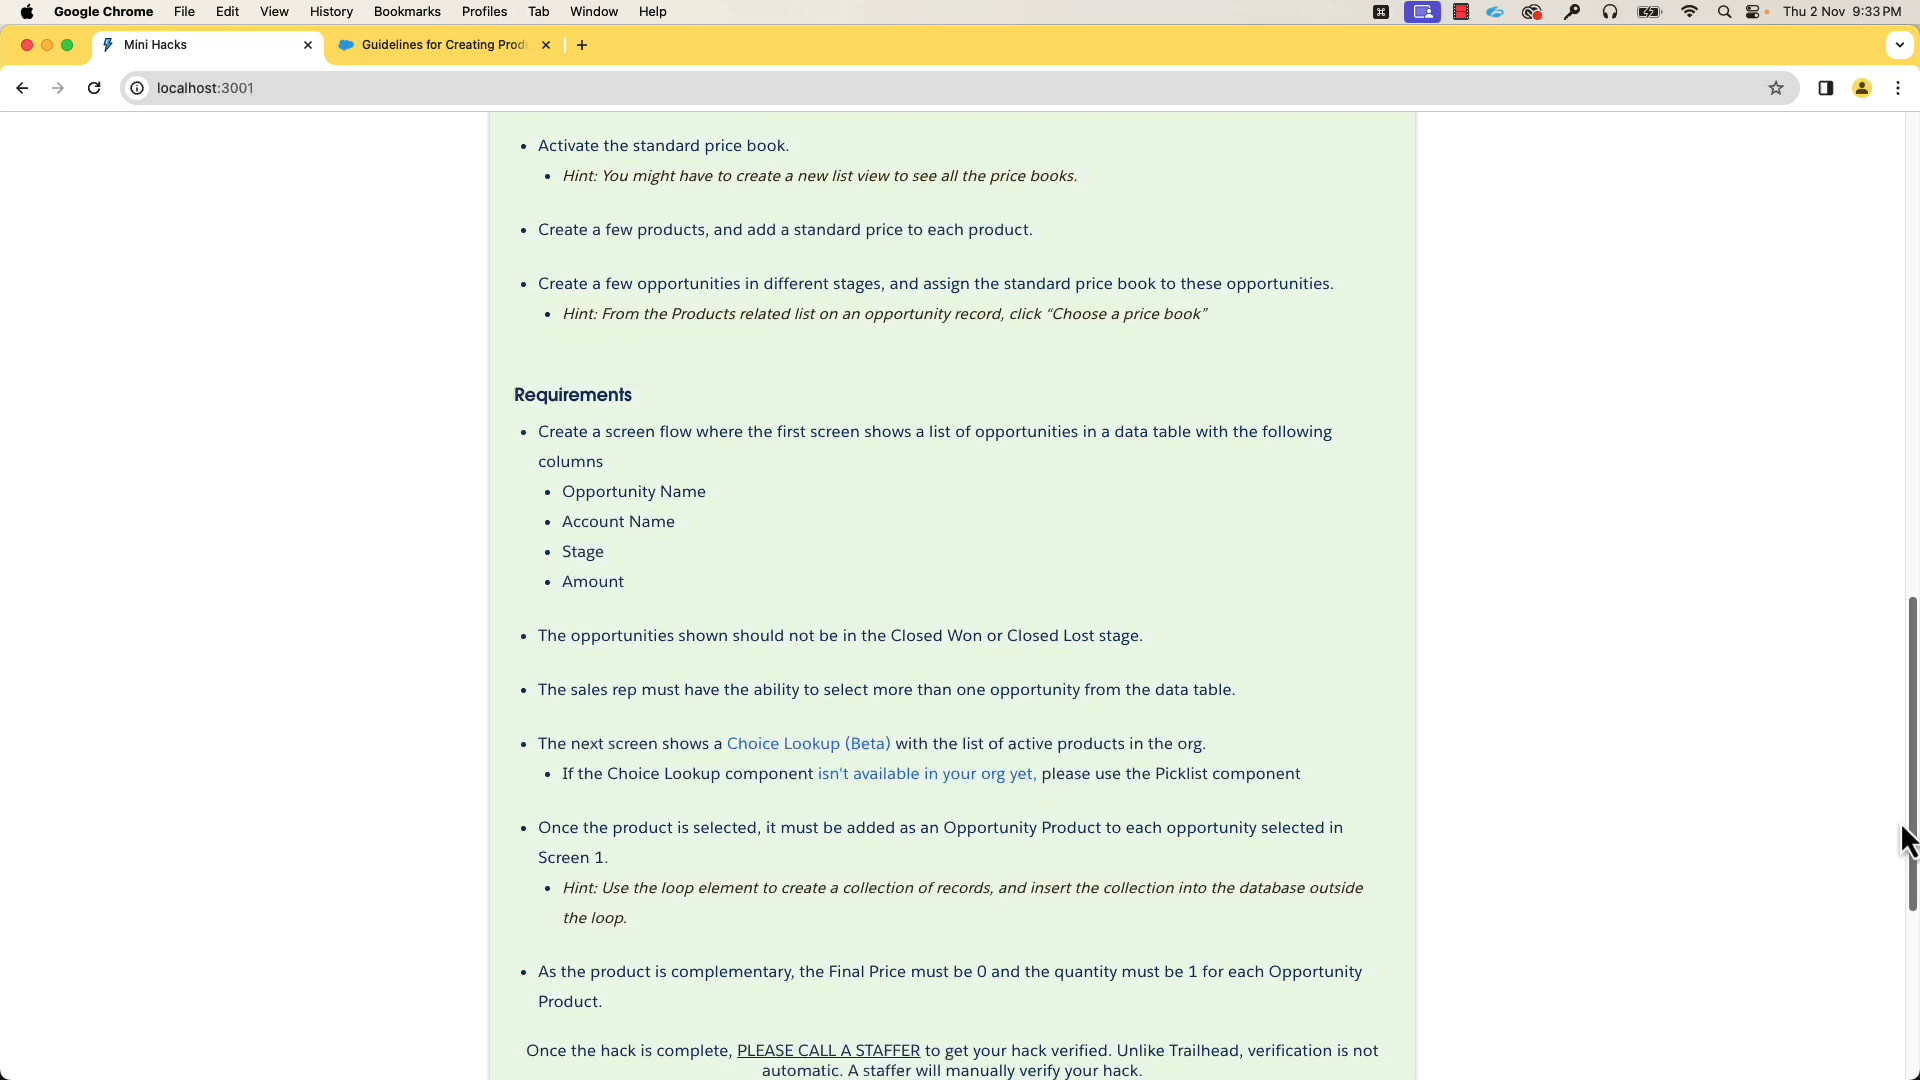 Google Chrome File Edit View History Bookmarks Profiles Tab Window Help Thu 2 Nov 9:33 PM
Mini Hacks Guidelines for Creating Produ
localhost:3001
• Activate the standard price book.
• Hint: You might have to create a new list view to see all the price books.
• Create a few products, and add a standard price to each product.
• Create a few opportunities in different stages, and assign the standard price book to these opportunities.
• Hint: From the Products related list on an opportunity record, click “Choose a price book”
Requirements
• Create a screen flow where the first screen shows a list of opportunities in a data table with the following
columns
• Opportunity Name
• Account Name
• Stage
• Amount
• The opportunities shown should not be in the Closed Won or Closed Lost stage.
• The sales rep must have the ability to select more than one opportunity from the data table.
• The next screen shows a Choice Lookup (Beta) with the list of active products in the org.
• If the Choice Lookup component isn't available in your org yet, please use the Picklist component
• Once the product is selected, it must be added as an Opportunity Product to each opportunity selected in
Screen 1.
• Hint: Use the loop element to create a collection of records, and insert the collection into the database outside
the loop.
• As the product is complementary, the Final Price must be 0 and the quantity must be 1 for each Opportunity
Product.
Once the hack is complete, PLEASE CALL A STAFFER to get your hack verified. Unlike Trailhead, verification is not
automatic. A staffer will manually verify your hack.